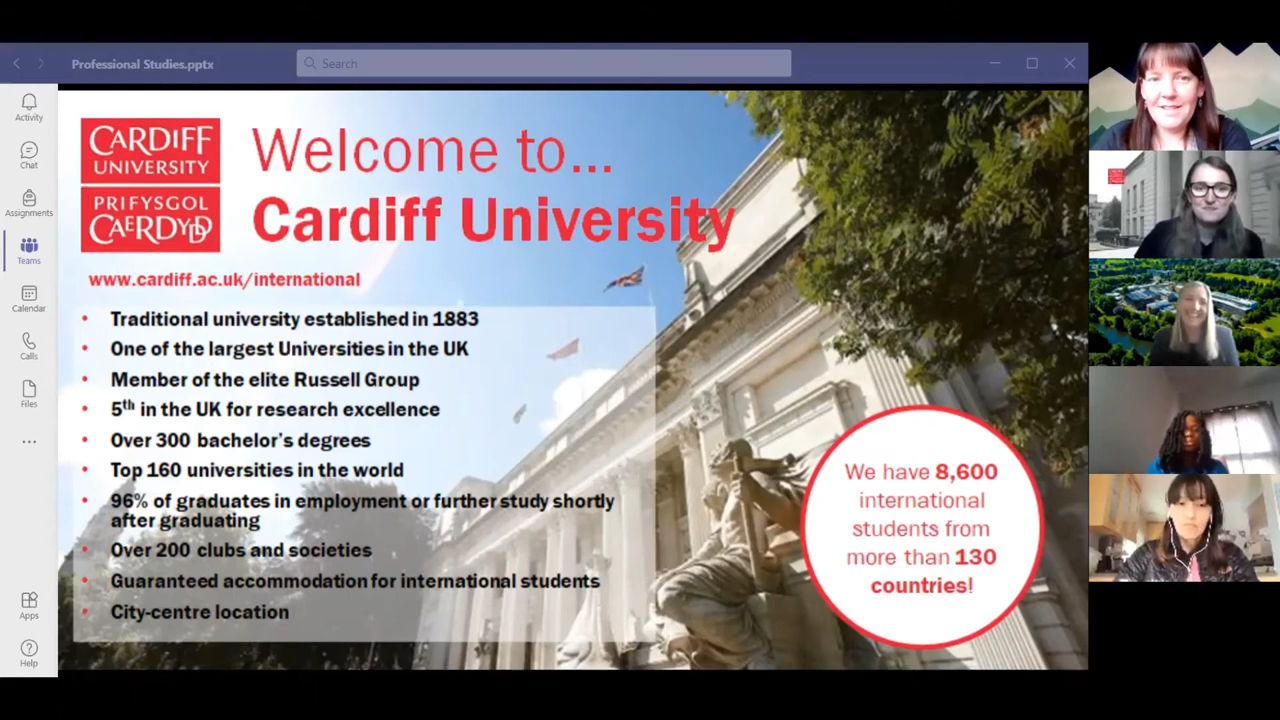 Professional Studies.pptx
Search
Activity
Chat
Assignments
Teams
Calendar
Calls
Files
Apps
Help
CARDIFF
UNIVERSITY
PRIFYSGOL
CAERDYDD
Welcome to...
Cardiff University
www.cardiff.ac.uk/international
• Traditional university established in 1883
• One of the largest Universities in the UK
• Member of the elite Russell Group
• 5th in the UK for research excellence
• Over 300 bachelor's degrees
• Top 160 universities in the world
• 96% of graduates in employment or further study shortly
after graduating
• Over 200 clubs and societies
• Guaranteed accommodation for international students
• City-centre location
We have 8,600
international
students from
more than 130
countries!